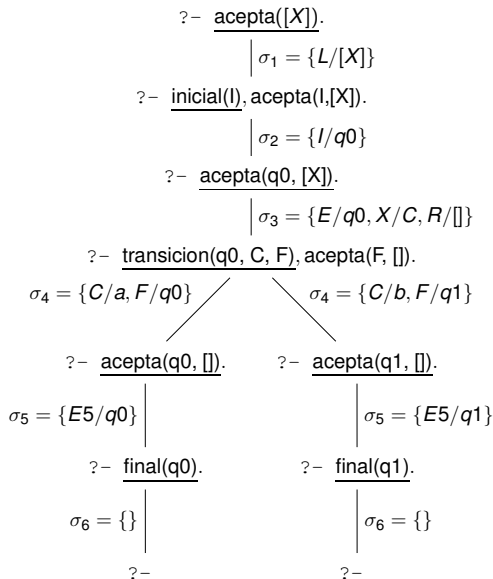 ?- acepta([X]).
σ1 = {L/[X]}
?- inicial(I),acepta(I,[X]).
σ2 = {I/q0}
?- acepta(q0, [X]).
σ3 = {E/q0, X/C, R/[]}
?- transicion(q0, C, F),acepta(F, []).
σ4 = {C/a, F/q0} σ4 = {C/b, F/q1}
?- acepta(q0, []). ?- acepta(q1, []).
σ5 = {E5/q0} σ5 = {E5/q1}
?- final(q0). ?- final(q1).
σ6 = {} σ6 = {}
?- ?-